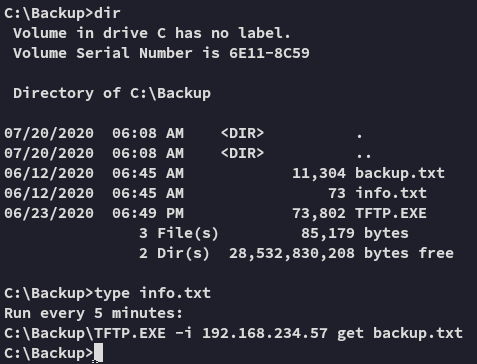 C:\Backup>dir
Volume in drive C has no label.
Volume Serial Number is 6E11-8C59
Directory of C:\Backup
07/20/2020  06:08 AM    <DIR>          .
07/20/2020  06:08 AM    <DIR>          ..
06/12/2020  06:45 AM            11,304 backup.txt
06/12/2020  06:45 AM                73 info.txt
06/23/2020  06:49 PM            73,802 TFTP.EXE
3 File(s)         85,179 bytes
2 Dir(s)  28,532,830,208 bytes free
C:\Backup>type info.txt
Run every 5 minutes:
C:\Backup\TFTP.EXE -i 192.168.234.57 get backup.txt
C:\Backup>